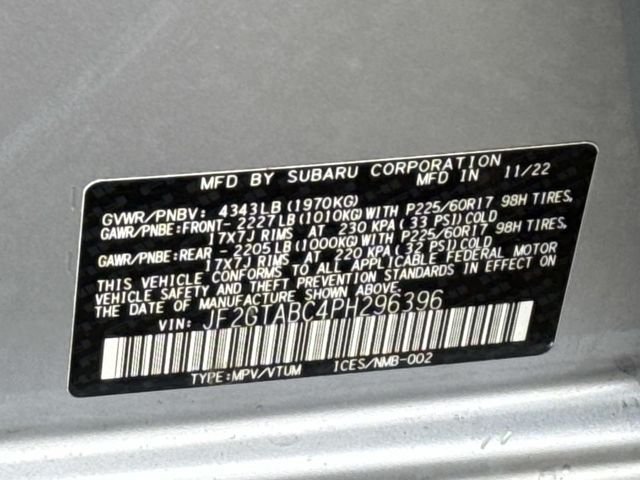 MFD BY SUBARU CORPORATION
MFD IN 11/22
GVWR/PNBV: 4343LB(1970KG)
GAWR/PNBE:FRONT- 2227LB(1010KG)WITH P225/60R17 98H TIRES,
17X7J RIMS AT 230 KPA(33 PSI)COLD
GAWR/PNBE:REAR - 2205LB(1000KG)WITH P225/60R17 98H TIRES,
17X7J RIMS AT 220 KPA(32 PSI)COLD
THIS VEHICLE CONFORMS TO ALL APPLICABLE FEDERAL MOTOR
VEHICLE SAFETY AND THEFT PREVENTION STANDARDS IN EFFECT ON
THE DATE OF MANUFACTURE SHOWN ABOVE.
VIN: JF2GTABC4PH296396
TYPE:MPV/VTUM ICES/NMB-002